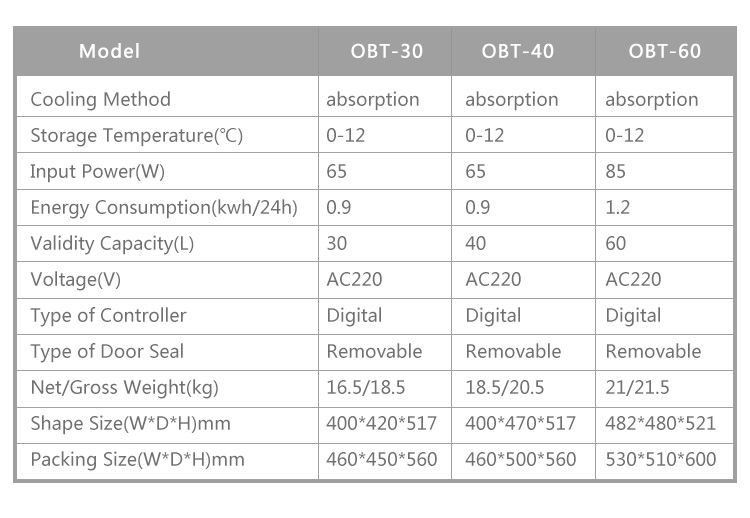 Model OBT-30 OBT-40 OBT-60
Cooling Method absorption absorption absorption
Storage Temperature(℃) 0-12 0-12 0-12
Input Power(W) 65 65 85
Energy Consumption(kwh/24h) 0.9 0.9 1.2
Validity Capacity(L) 30 40 60
Voltage(V) AC220 AC220 AC220
Type of Controller Digital Digital Digital
Type of Door Seal Removable Removable Removable
Net/Gross Weight(kg) 16.5/18.5 18.5/20.5 21/21.5
Shape Size(W*D*H)mm 400*420*517 400*470*517 482*480*521
Packing Size(W*D*H)mm 460*450*560 460*500*560 530*510*600